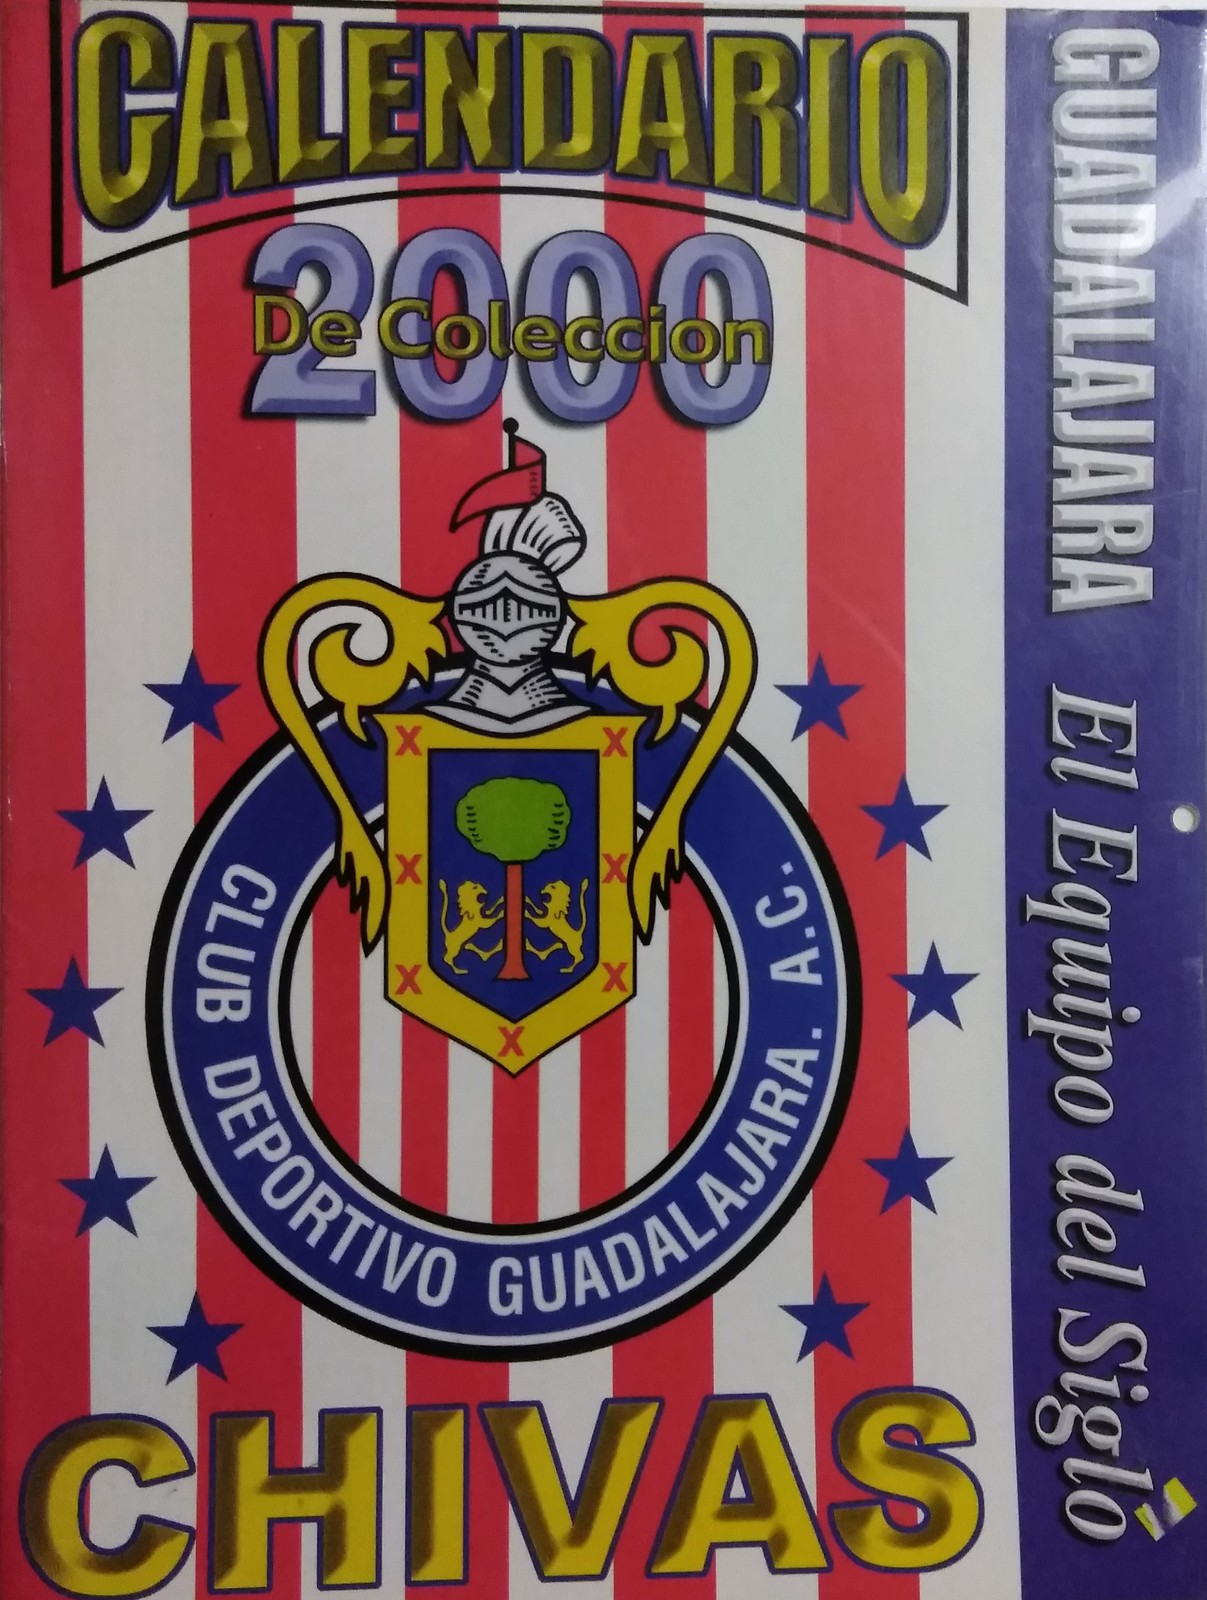 CALENDARIO
2000
De Coleccion
X X
X X
X X
X
CLUB DEPORTIVO GUADALAJARA. A.C.
CHIVAS
GUADALAJARA El Equipo del Siglo